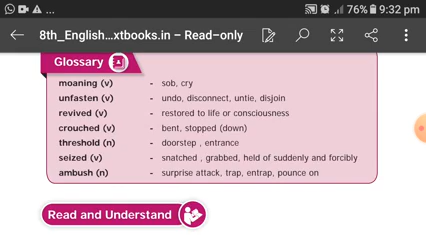 76% 9:32 pm
8th_English...xtbooks.in – Read-only
Glossary
moaning (v) - sob, cry
unfasten (v) - undo, disconnect, untie, disjoin
revived (v) - restored to life or consciousness
crouched (v) - bent, stopped (down)
threshold (n) - doorstep , entrance
seized (v) - snatched, grabbed, held of suddenly and forcibly
ambush (n) - surprise attack, trap, entrap, pounce on
Read and Understand